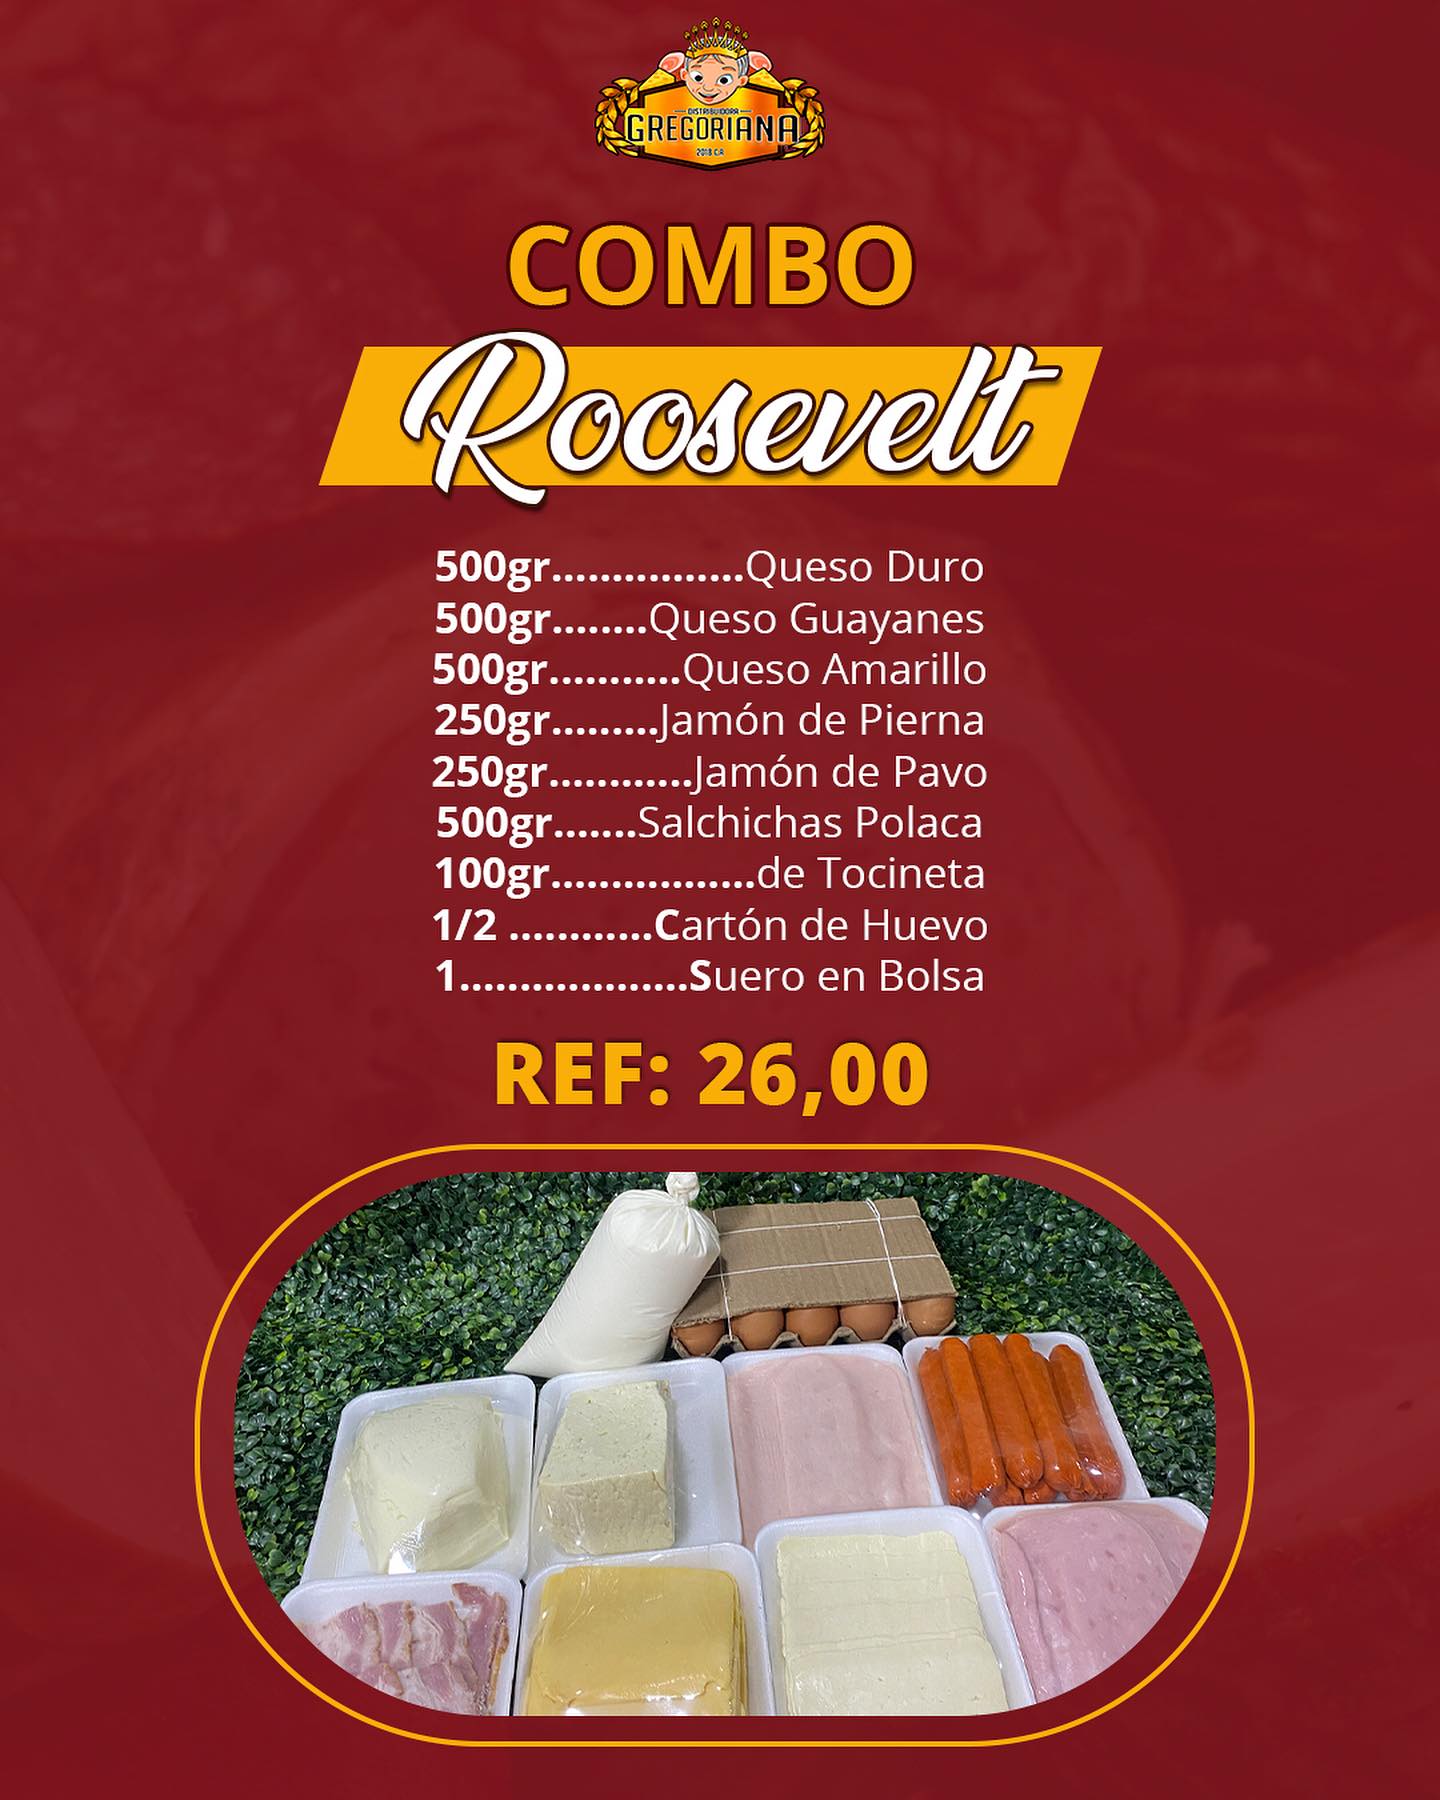 DISTRIBUIDORA
GREGORIANA
2018 C.A
COMBO
Roosevelt
500gr................Queso Duro
500gr........Queso Guayanes
500gr...........Queso Amarillo
250gr.........Jamón de Pierna
250gr............Jamón de Pavo
500gr.......Salchichas Polaca
100gr.................de Tocineta
1/2 ............Cartón de Huevo
1...................Suero en Bolsa
REF: 26,00